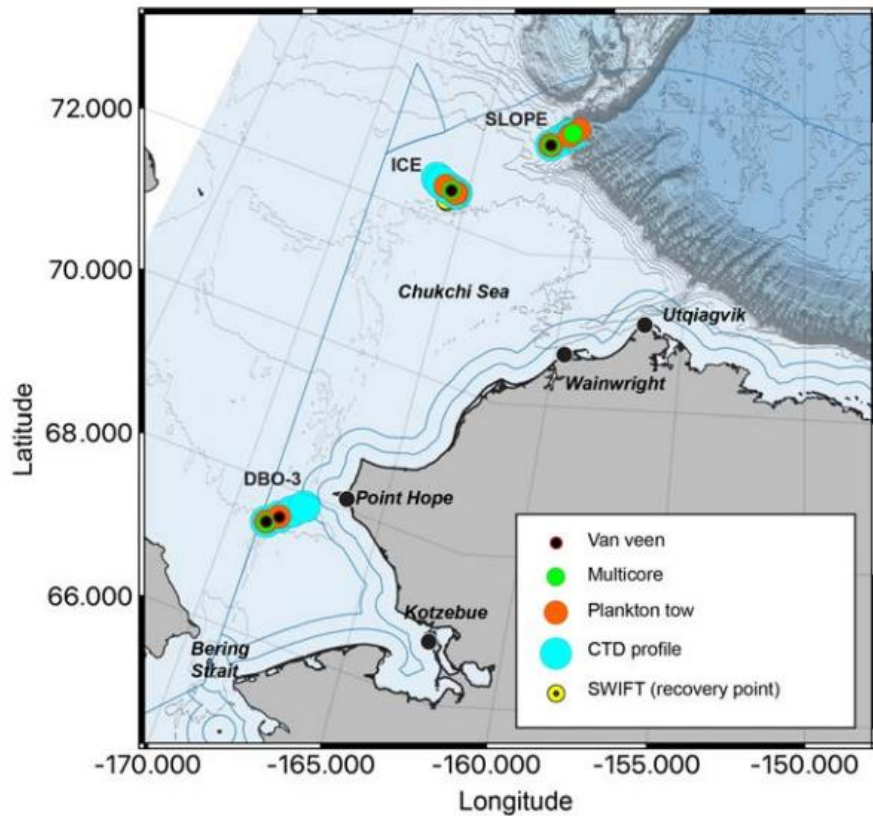 72.000
70.000
68.000
66.000
Latitude
SLOPE
ICE
Chukchi Sea
Utqiagvik
Wainwright
DBO-3
Point Hope
Kotzebue
Bering
Strait
Van veen
Multicore
Plankton tow
CTD profile
SWIFT (recovery point)
-170.000
-165.000
-160.000
-155.000
-150.000
Longitude